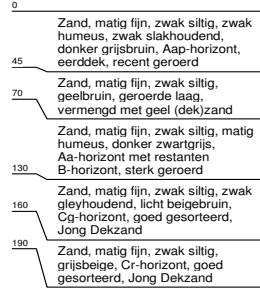 0
Zand, matig fijn, zwak siltig, zwak
humeus, zwak slakhoudend,
donker grijsbruin, Aap-horizont,
eerddek, recent geroerd
45
Zand, matig fijn, zwak siltig,
geelbruin, geroerde laag,
vermengd met geel (dek)zand
70
Zand, matig fijn, zwak siltig, matig
humeus, donker zwartgrijs,
Aa-horizont met restanten
B-horizont, sterk geroerd
130
Zand, matig fijn, zwak siltig, zwak
gleyhoudend, licht beigebruin,
Cg-horizont, goed gesorteerd,
Jong Dekzand
160
Zand, matig fijn, zwak siltig,
grijsbeige, Cr-horizont, goed
gesorteerd, Jong Dekzand
190